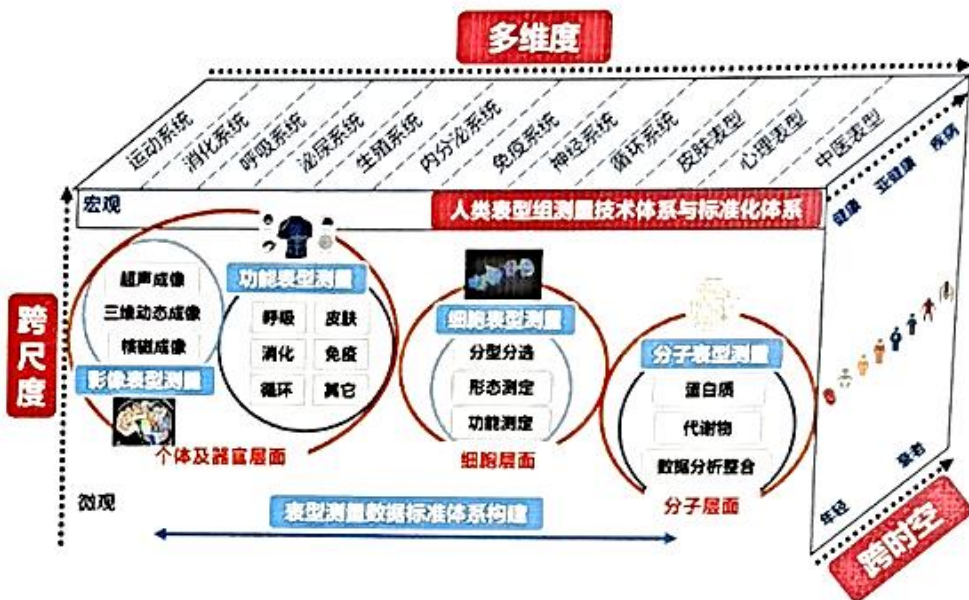 多维度
运动系统
消化系统
呼吸系统
泌尿系统
生殖系统
内分泌系统
免疫系统
神经系统
循环系统
皮肤表型
心理表型
中医表型
健康
亚健康
疾病
宏观
人类表型组测量技术体系与标准化体系
跨尺度
超声成像
三维动态成像
核磁成像
影像表型测量
功能表型测量
呼吸
皮肤
消化
免疫
循环
其它
个体及器官层面
细胞表型测量
分型分选
形态测定
功能测定
细胞层面
分子表型测量
蛋白质
代谢物
数据分析整合
分子层面
微观
表型测量数据标准体系构建
年轻
衰老
跨时空